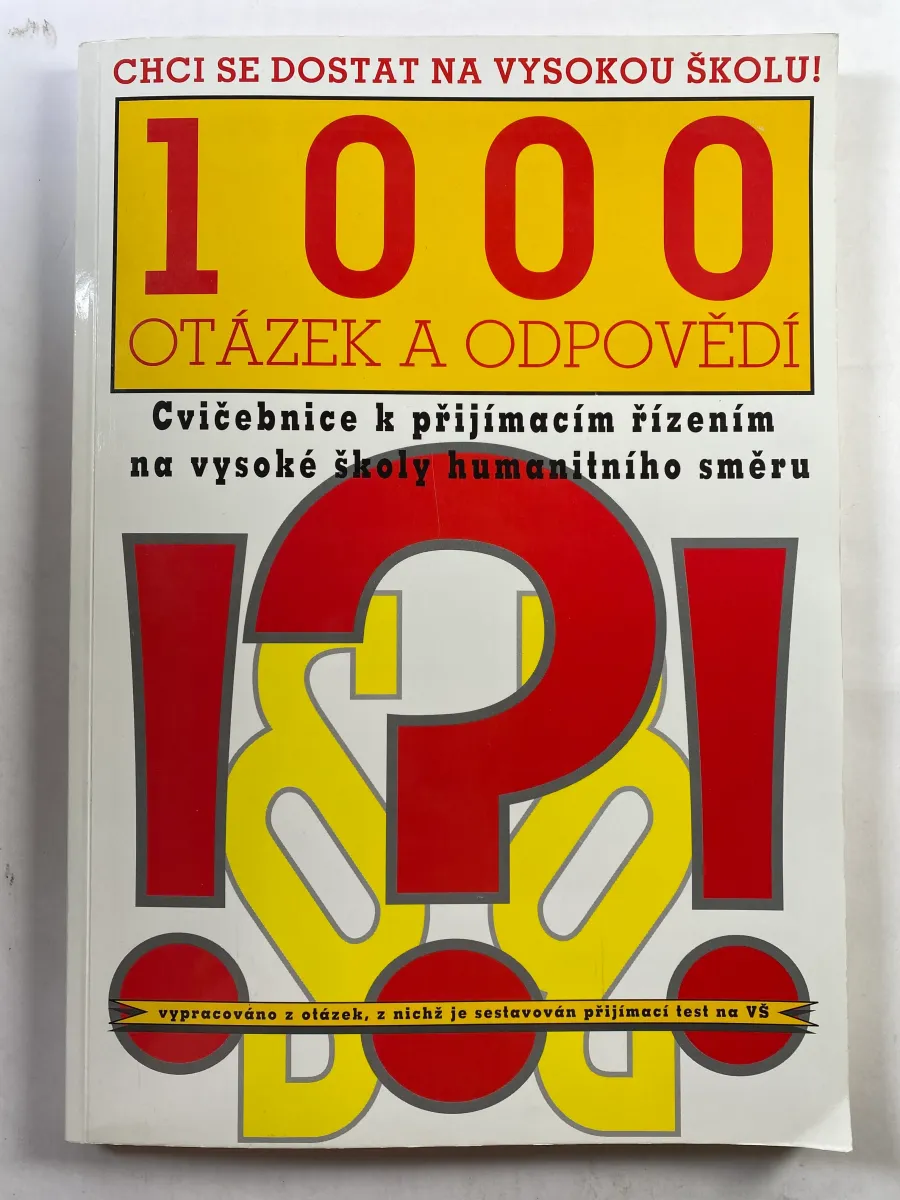 CHCI SE DOSTAT NA VYSOKOU ŠKOLU!
1000
OTÁZEK A ODPOVĚDÍ
Cvičebnice k přijímacím řízením
na vysoké školy humanitního směru
!?!
vypracováno z otázek, z nichž je sestavován přijímací test na VŠ